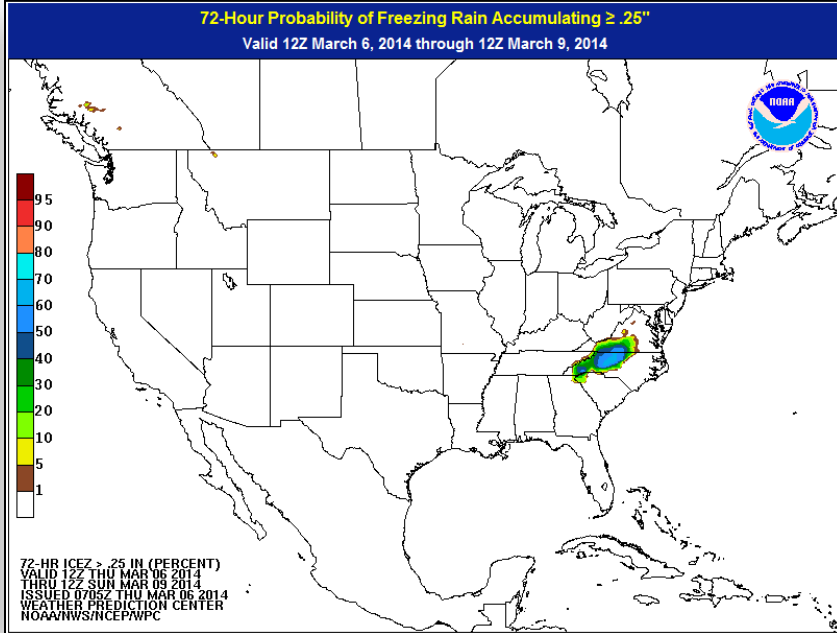 72-Hour Probability of Freezing Rain Accumulating ≥ .25"
Valid 12Z March 6, 2014 through 12Z March 9, 2014
NOAA
95
90
80
70
60
50
40
30
20
10
5
1
72-HR ICEZ > .25 IN (PERCENT)
VALID 12Z THU MAR 06 2014
THRU 12Z SUN MAR 09 2014
ISSUED 0705Z THU MAR 06 2014
WEATHER PREDICTION CENTER
NOAA/NWS/NCEP/WPC